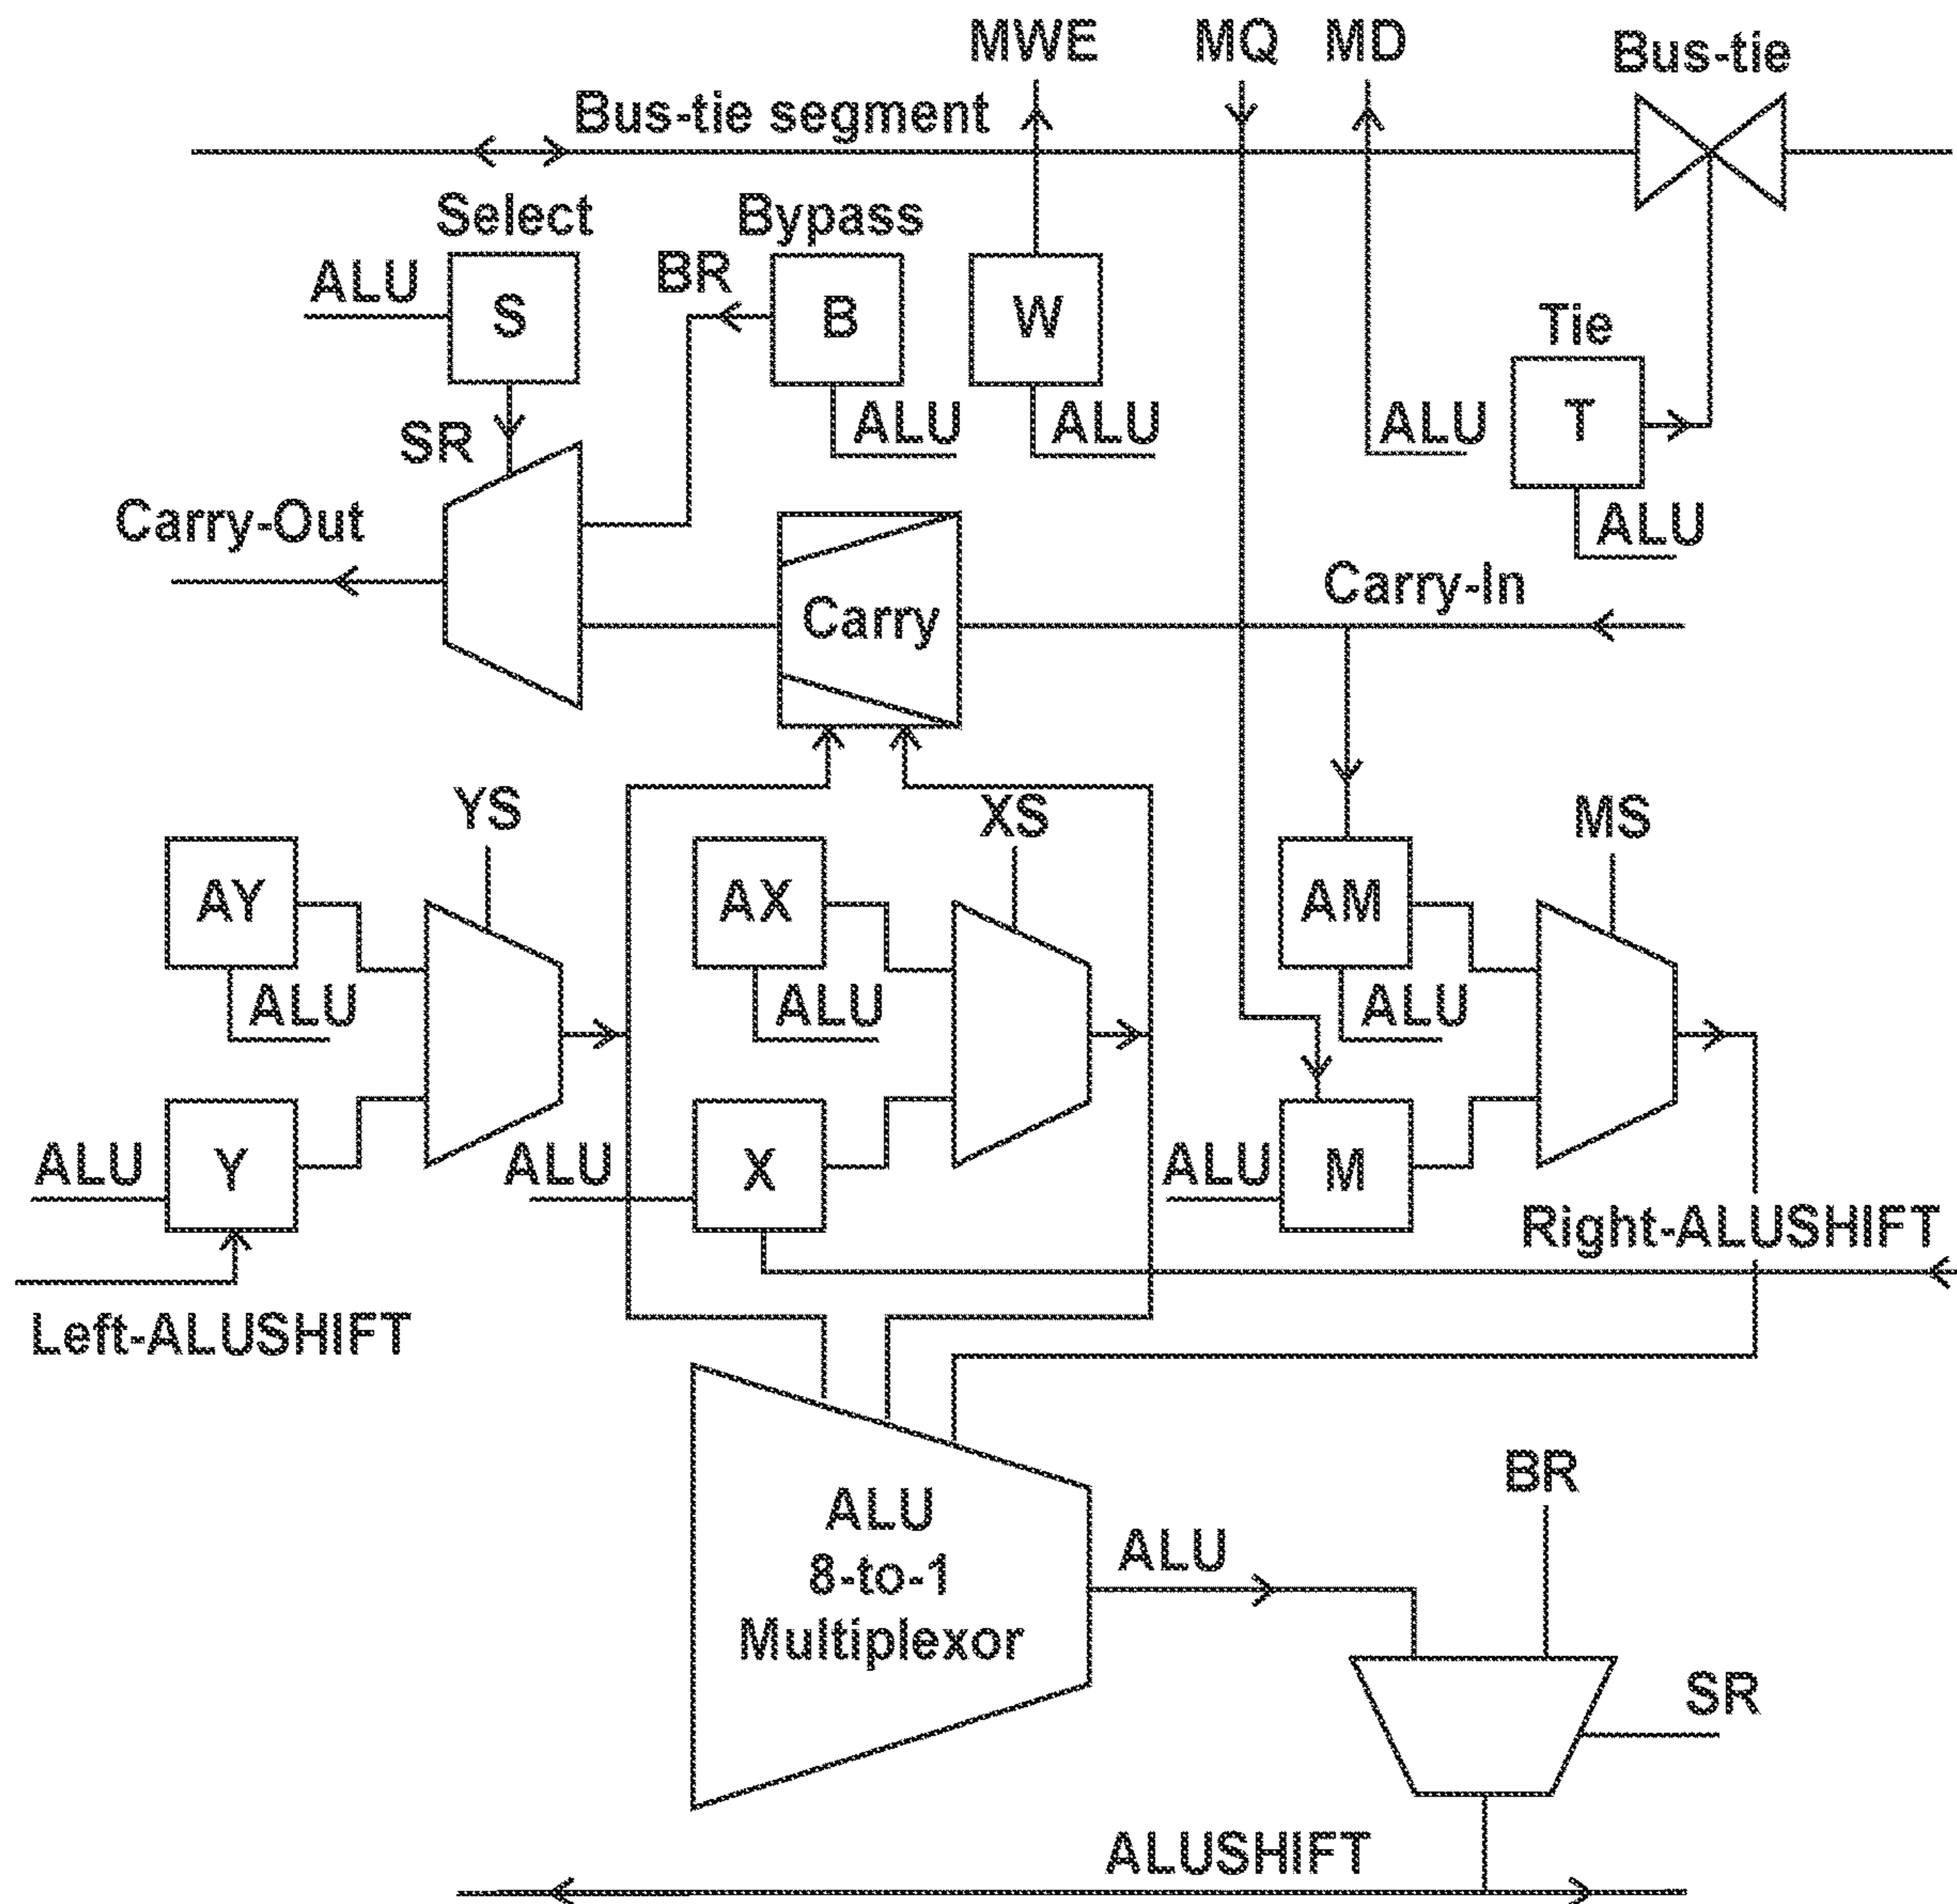 MWE
MQ
MD
Bus-tie
Bus-tie segment
Select
Bypass
ALU
S
BR
B
W
Tie
T
ALU
ALU
ALU
SR
ALU
Carry-Out
Carry
Carry-In
YS
XS
MS
AY
AX
AM
ALU
ALU
ALU
ALU
Y
ALU
X
ALU
M
Right-ALUSHIFT
Left-ALUSHIFT
ALU
8-to-1
Multiplexor
ALU
BR
SR
ALUSHIFT